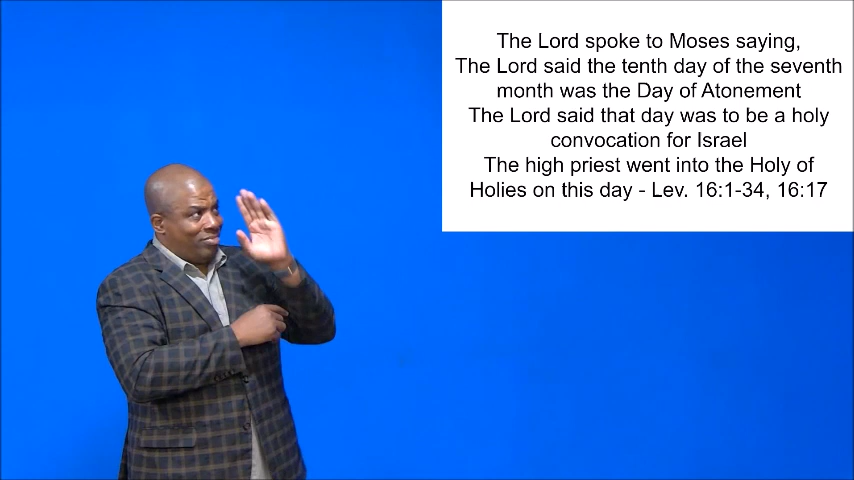 The Lord spoke to Moses saying,
The Lord said the tenth day of the seventh
month was the Day of Atonement
The Lord said that day was to be a holy
convocation for Israel
The high priest went into the Holy of
Holies on this day - Lev. 16:1-34, 16:17